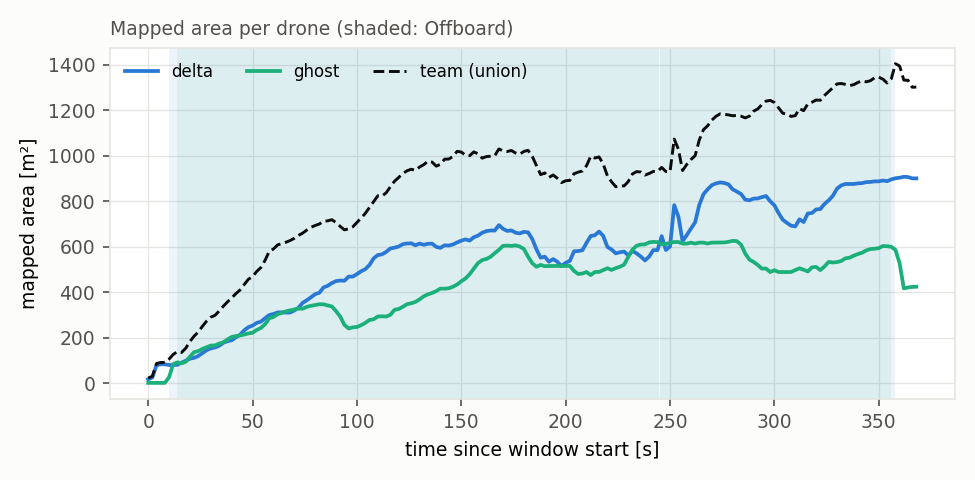 Mapped area per drone (shaded: Offboard)
delta
ghost
team (union)
1400
1200
1000
800
600
400
200
0
mapped area [m²]
0 50 100 150 200 250 300 350
time since window start [s]